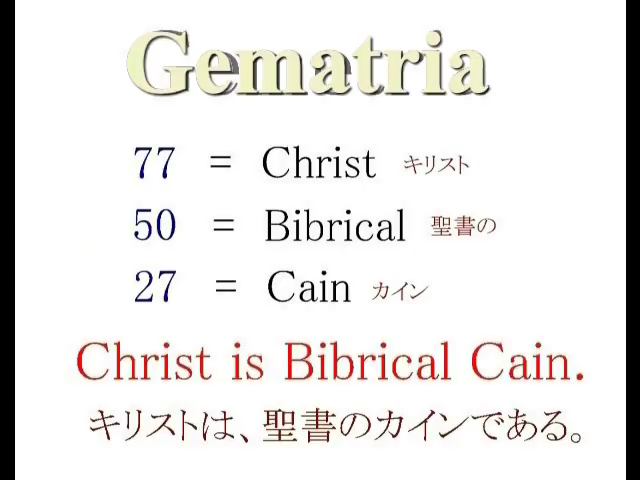 Gematria
77 = Christ キリスト
50 = Bibrical 聖書の
27 = Cain カイン
Christ is Bibrical Cain.
キリストは、聖書のカインである。